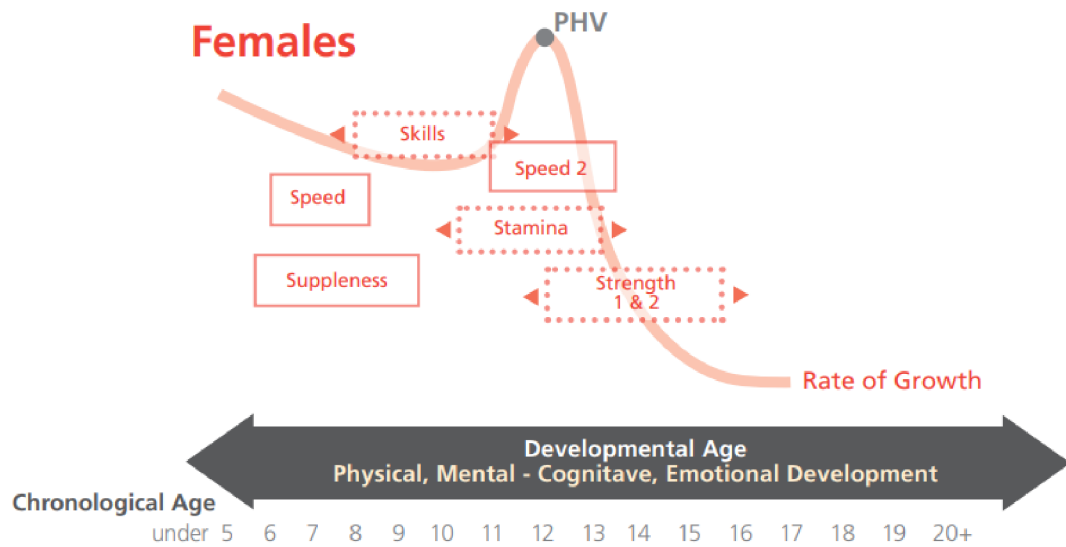 Females
PHV
Skills
Speed 2
Speed
Stamina
Suppleness
Strength
1 & 2
Rate of Growth
Developmental Age
Physical, Mental - Cognitave, Emotional Development
Chronological Age
under 5 6 7 8 9 10 11 12 13 14 15 16 17 18 19 20+